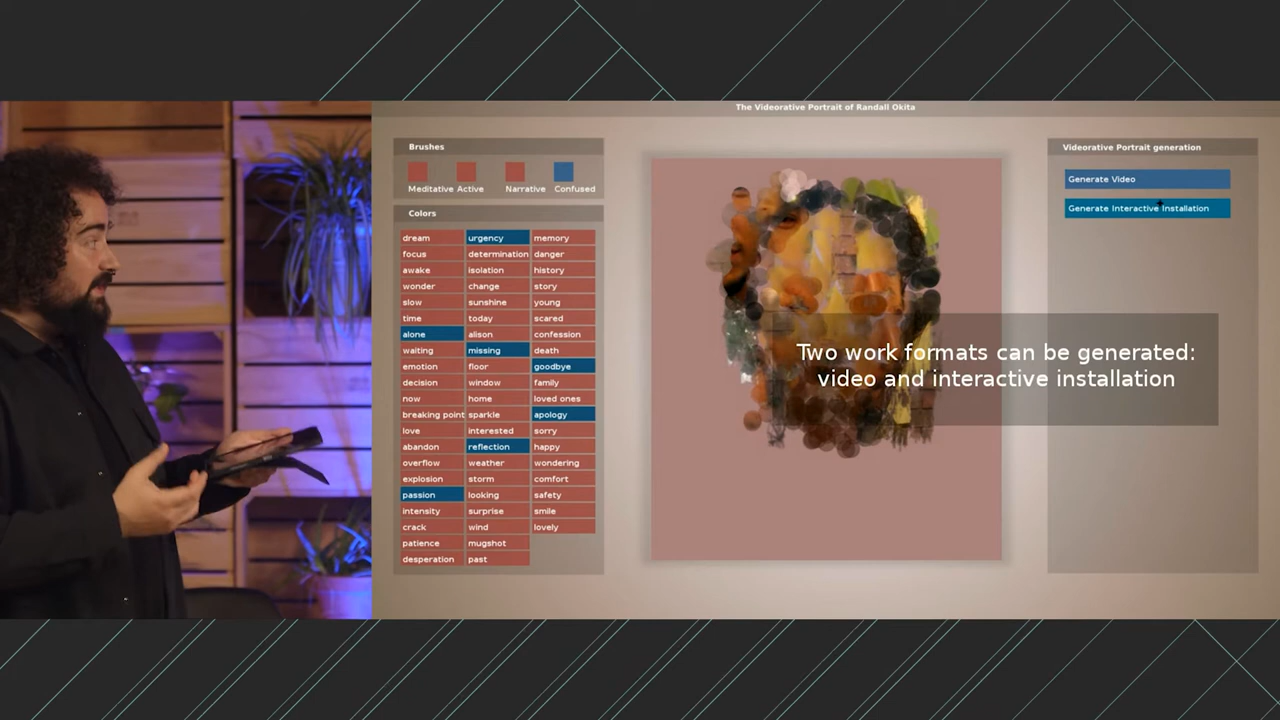 The Videorative Portrait of Randall Okita
Brushes
Meditative Active Narrative Confused
Colors
dream urgency memory
focus determination danger
awake isolation history
wonder change story
slow sunshine young
time today scared
alone alison confession
waiting missing death
emotion floor goodbye
decision window family
now home loved ones
breaking point sparkle apology
love interested sorry
abandon reflection happy
overflow weather wondering
explosion storm comfort
passion looking safety
intensity surprise smile
crack wind lovely
patience mugshot
desperation past
Videorative Portrait generation
Generate Video
Generate Interactive Installation
Two work formats can be generated:
video and interactive installation